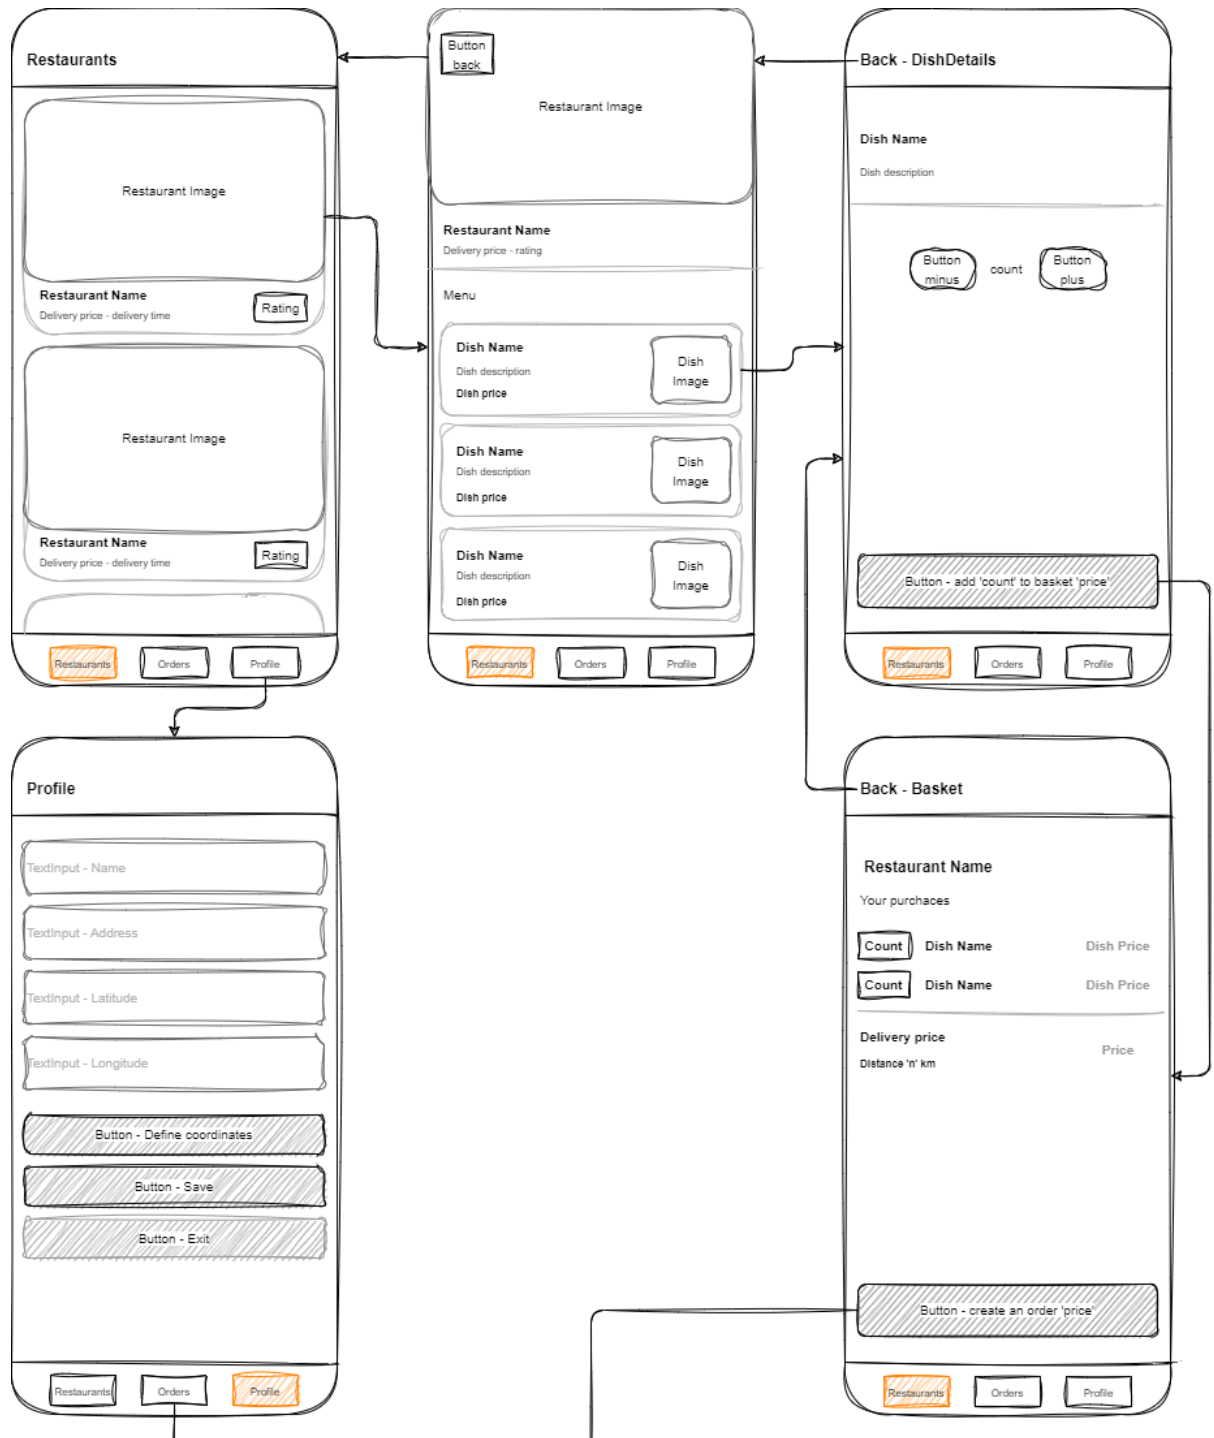 Restaurants
Restaurant Image
Restaurant Name
Delivery price - delivery time
Rating
Restaurant Image
Restaurant Name
Delivery price - delivery time
Rating
Restaurants
Orders
Profile
Button
back
Restaurant Image
Restaurant Name
Delivery price - rating
Menu
Dish Name
Dish description
Dish price
Dish
Image
Dish Name
Dish description
Dish price
Dish
Image
Dish Name
Dish description
Dish price
Dish
Image
Restaurants
Orders
Profile
Back - DishDetails
Dish Name
Dish description
Button
minus
count
Button
plus
Button - add 'count' to basket 'price'
Restaurants
Orders
Profile
Profile
TextInput - Name
TextInput - Address
TextInput - Latitude
TextInput - Longitude
Button - Define coordinates
Button - Save
Button - Exit
Restaurants
Orders
Profile
Back - Basket
Restaurant Name
Your purchaces
Count
Dish Name
Dish Price
Count
Dish Name
Dish Price
Delivery price
Distance 'n' km
Price
Button - create an order 'price"
Restaurants
Orders
Profile